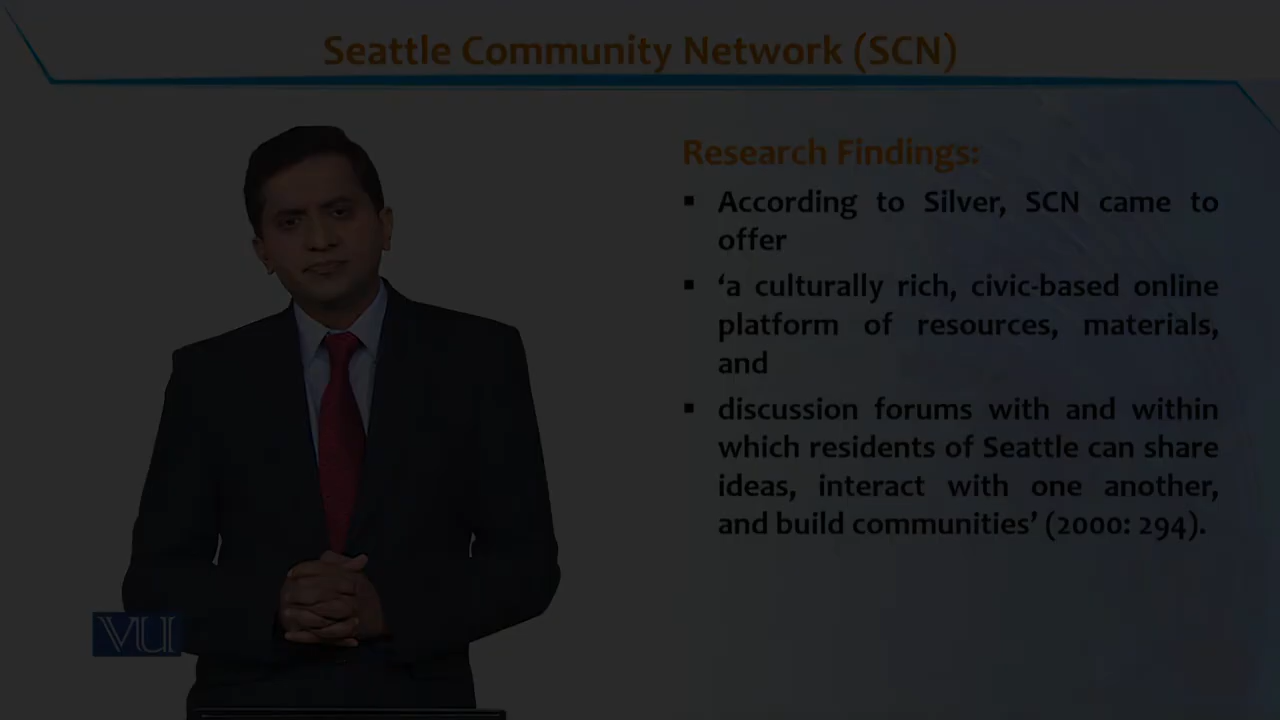 Seattle Community Network (SCN)
Research Findings:
▪ According to Silver, SCN came to
offer
▪ ‘a culturally rich, civic-based online
platform of resources, materials,
and
▪ discussion forums with and within
which residents of Seattle can share
ideas, interact with one another,
and build communities’ (2000: 294).
VU